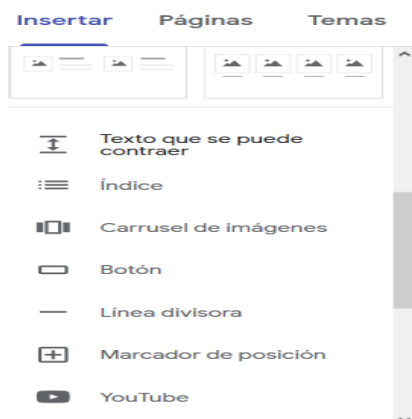 Insertar Páginas Temas
Texto que se puede
contraer
Índice
Carrusel de imágenes
Botón
Línea divisora
Marcador de posición
YouTube